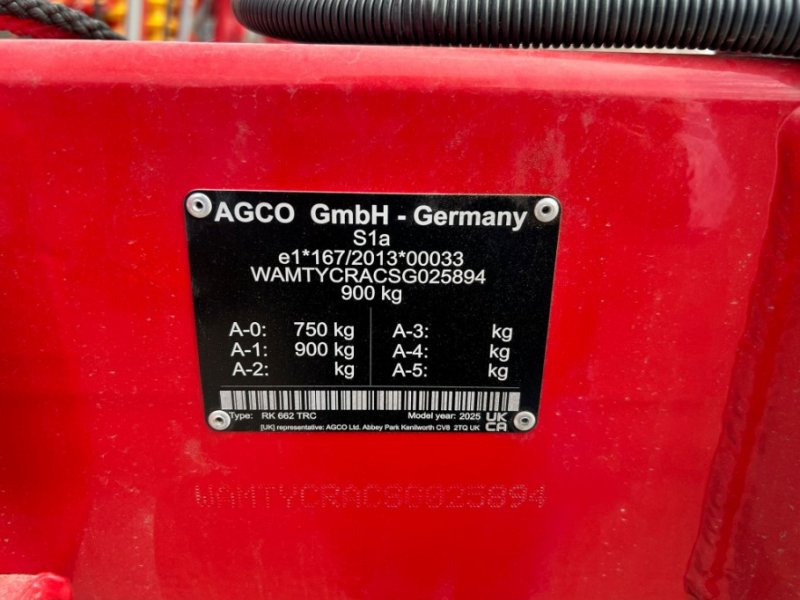 AGCO GmbH - Germany
S1a
e1*167/2013*00033
WAMTYCRACSG025894
900 kg
A-0: 750 kg A-3: kg
A-1: 900 kg A-4: kg
A-2: kg A-5: kg
Type: RK 662 TRC Model year: 2025 UK CA
[UK] representative: AGCO Ltd. Abbey Park Kenilworth CV8 2TQ UK
WAMTYCRACSG025894